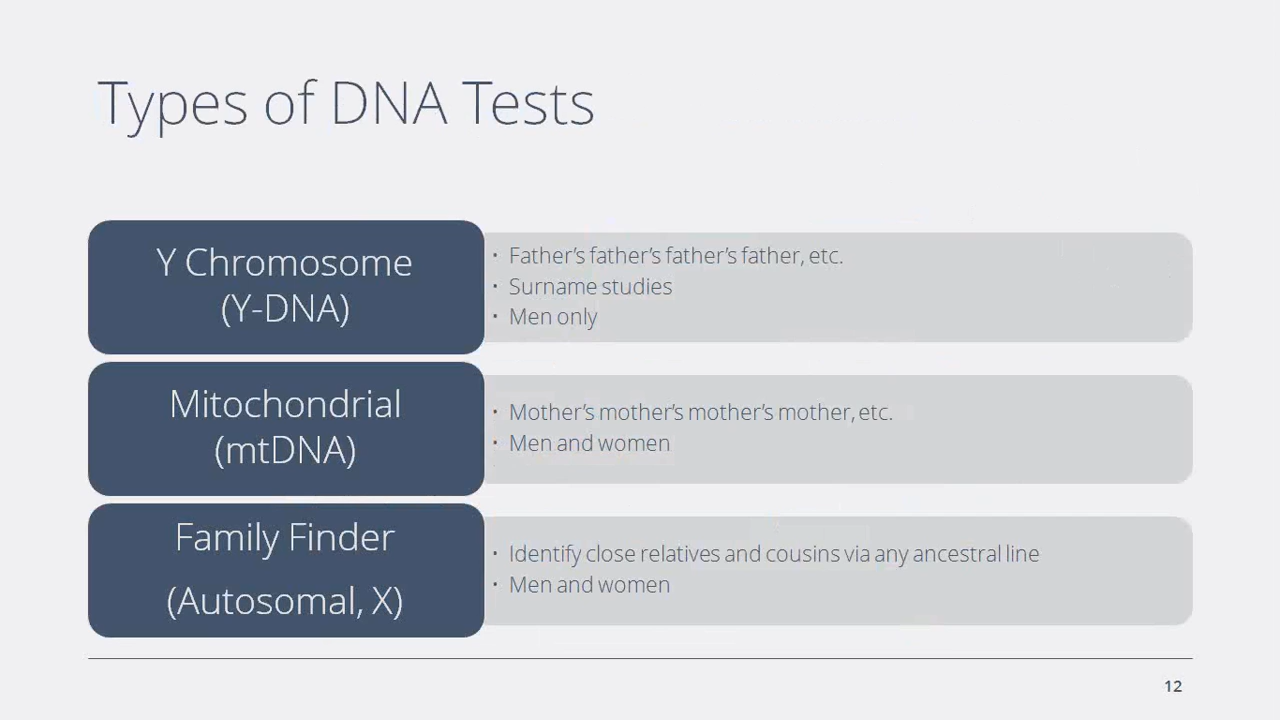 Types of DNA Tests
Y Chromosome
(Y-DNA)
• Father's father's father's father, etc.
• Surname studies
• Men only
Mitochondrial
(mtDNA)
• Mother's mother's mother's mother, etc.
• Men and women
Family Finder
(Autosomal, X)
• Identify close relatives and cousins via any ancestral line
• Men and women
12